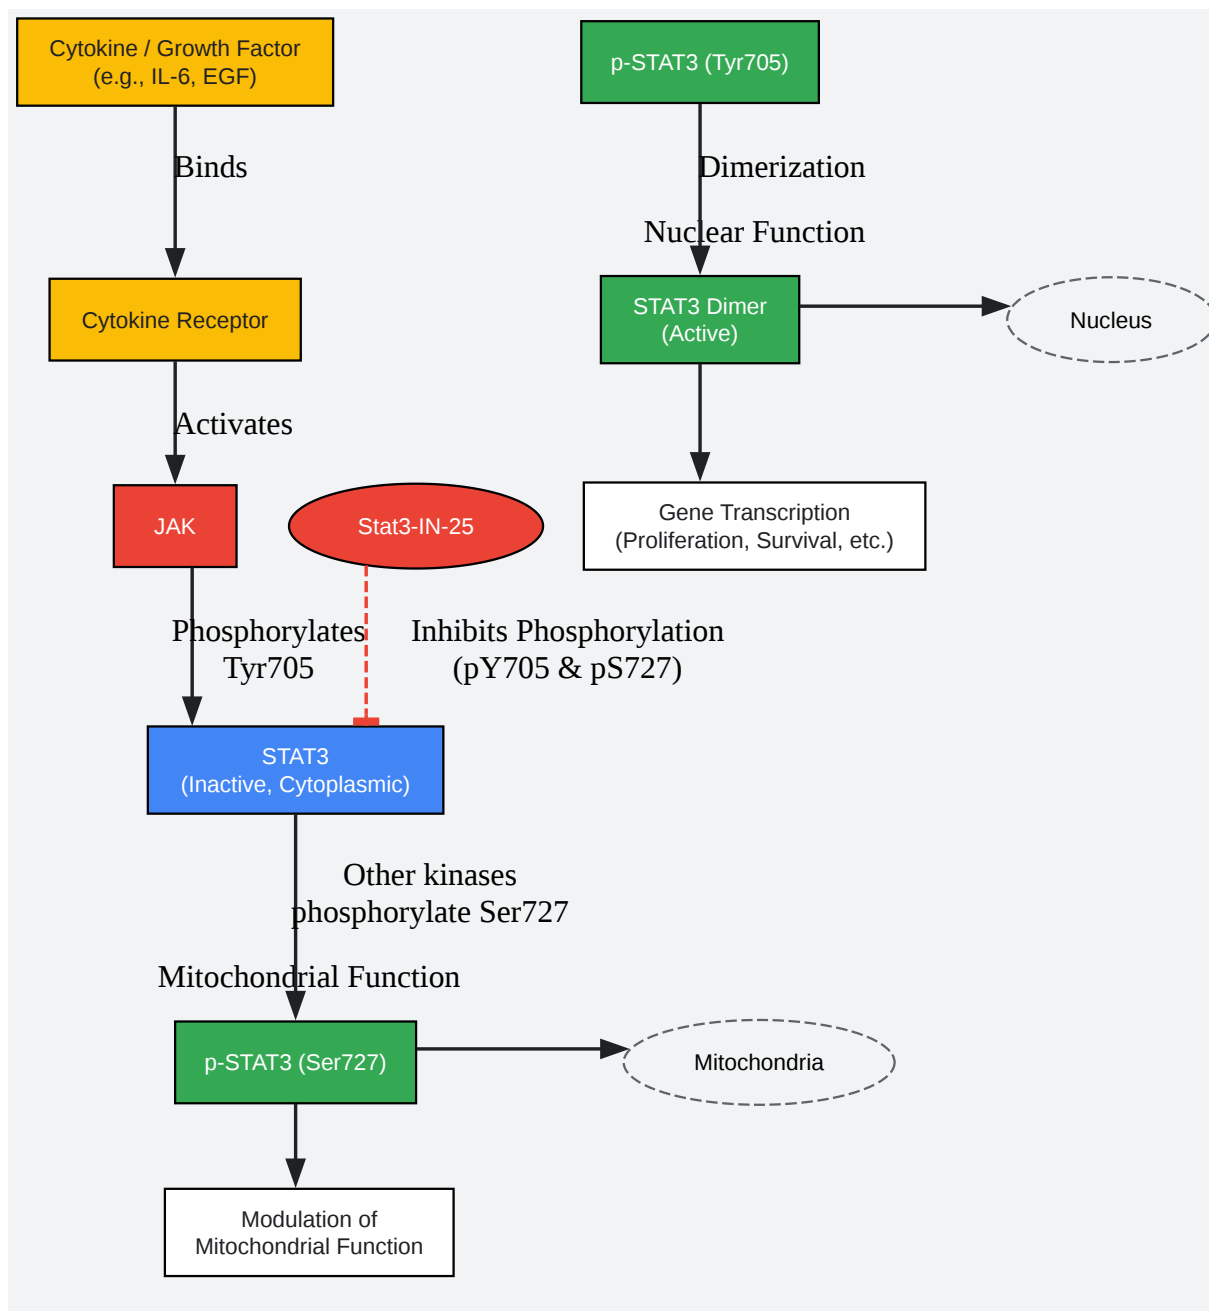 Cytokine / Growth Factor
(e.g., IL-6, EGF)
Binds
Cytokine Receptor
Activates
JAK
Stat3-IN-25
Phosphorylates
Tyr705
Inhibits Phosphorylation
(pY705 & pS727)
STAT3
(Inactive, Cytoplasmic)
Other kinases
phosphorylate Ser727
Mitochondrial Function
p-STAT3 (Ser727)
Mitochondria
Modulation of
Mitochondrial Function
p-STAT3 (Tyr705)
Dimerization
Nuclear Function
STAT3 Dimer
(Active)
Nucleus
Gene Transcription
(Proliferation, Survival, etc.)